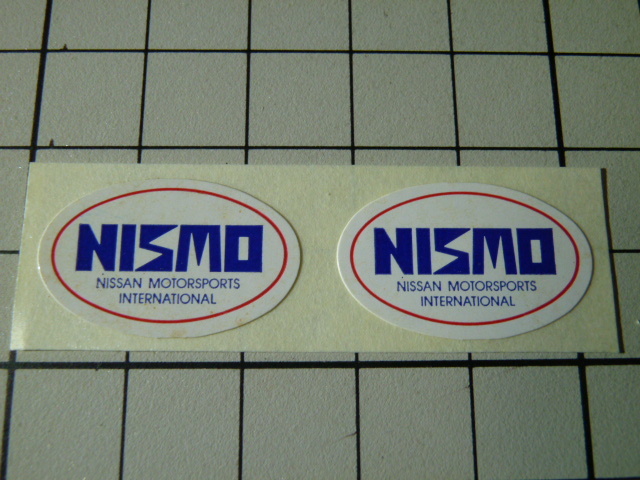 NISMO
NISSAN MOTORSPORTS
INTERNATIONAL
NISMO
NISSAN MOTORSPORTS
INTERNATIONAL